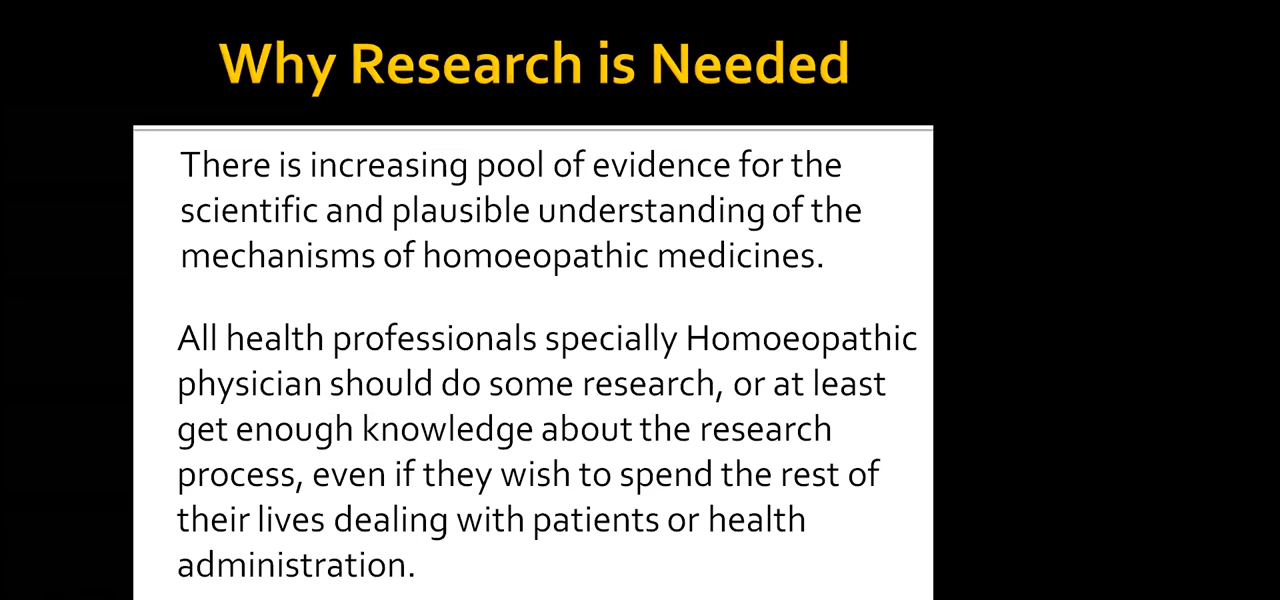 Why Research is Needed
There is increasing pool of evidence for the
scientific and plausible understanding of the
mechanisms of homoeopathic medicines.
All health professionals specially Homoeopathic
physician should do some research, or at least
get enough knowledge about the research
process, even if they wish to spend the rest of
their lives dealing with patients or health
administration.